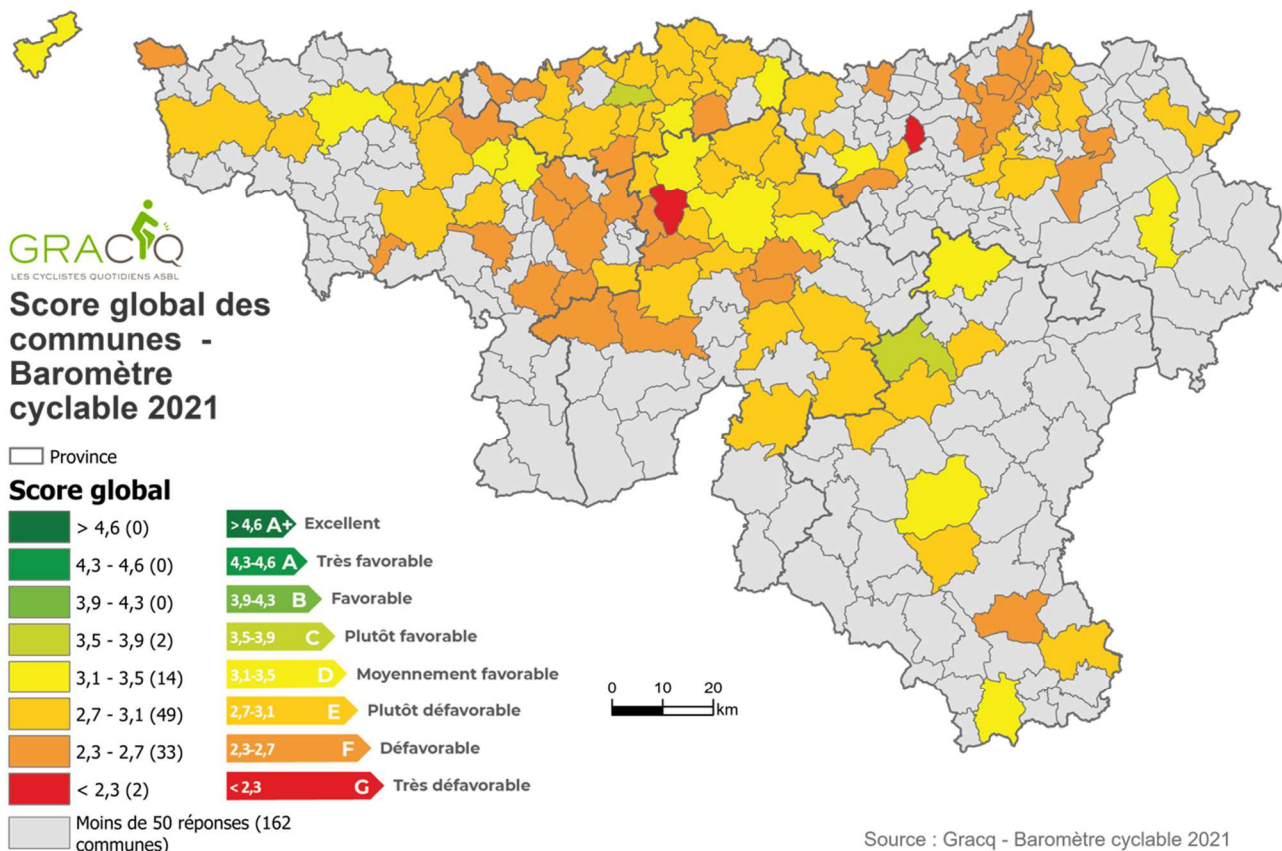 GRACQ
LES CYCLISTES QUOTIDIENS ASBL
Score global des
communes -
Baromètre
cyclable 2021
Province
Score global
> 4,6 (0)
4,3 - 4,6 (0)
3,9 - 4,3 (0)
3,5 - 3,9 (2)
3,1 - 3,5 (14)
2,7 - 3,1 (49)
2,3 - 2,7 (33)
< 2,3 (2)
Moins de 50 réponses (162
communes)
> 4,6 A+ Excellent
4,3-4,6 A Très favorable
3,9-4,3 B Favorable
3,5-3,9 C Plutôt favorable
3,1-3,5 D Moyennement favorable
2,7-3,1 E Plutôt défavorable
2,3-2,7 F Défavorable
< 2,3 G Très défavorable
0 10 20
km
Source : Gracq - Baromètre cyclable 2021